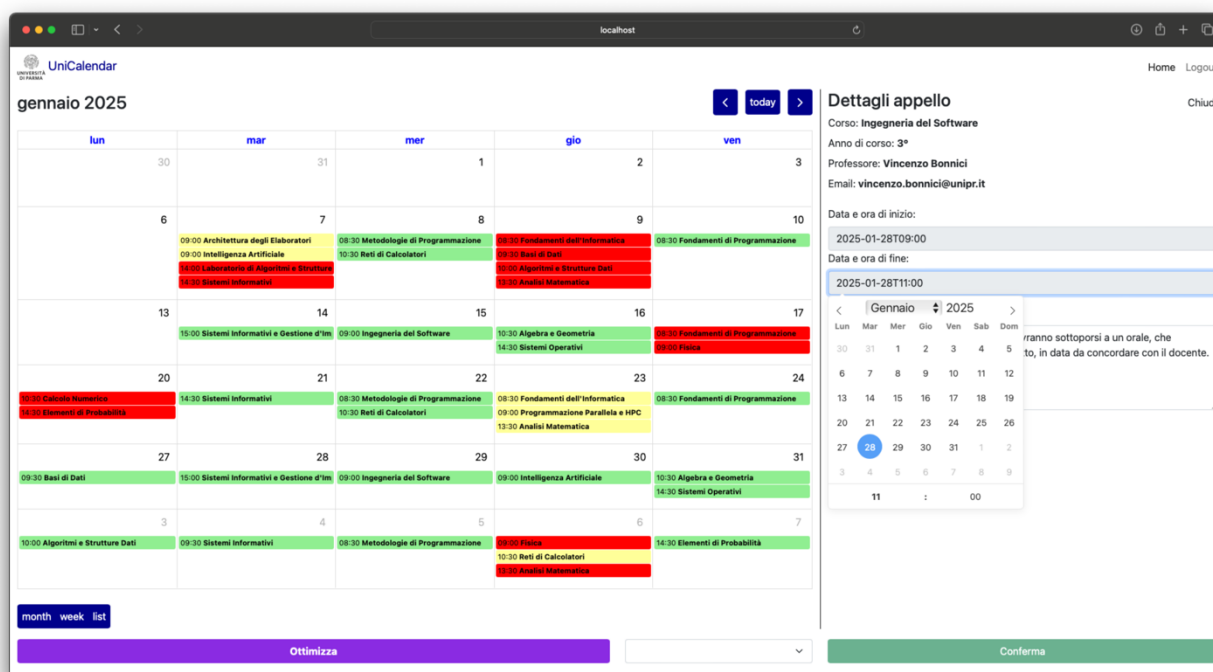 localhost
UNIVERSITÀ DI PARMA
UniCalendar
Home Logou
gennaio 2025
today
lun mar mer gio ven
30 31 1 2 3
6 7 8 9 10
09:00 Architettura degli Elaboratori
09:00 Intelligenza Artificiale
14:00 Laboratorio di Algoritmi e Strutture
14:30 Sistemi Informativi
08:30 Metodologie di Programmazione
10:30 Reti di Calcolatori
08:30 Fondamenti dell'Informatica
09:30 Basi di Dati
10:00 Algoritmi e Strutture Dati
13:30 Analisi Matematica
08:30 Fondamenti di Programmazione
13 14 15 16 17
15:00 Sistemi Informativi e Gestione d'Im
09:00 Ingegneria del Software
10:30 Algebra e Geometria
14:30 Sistemi Operativi
08:30 Fondamenti di Programmazione
09:00 Fisica
20 21 22 23 24
10:30 Calcolo Numerico
14:30 Elementi di Probabilità
14:30 Sistemi Informativi
08:30 Metodologie di Programmazione
10:30 Reti di Calcolatori
08:30 Fondamenti dell'Informatica
09:00 Programmazione Parallela e HPC
13:30 Analisi Matematica
08:30 Fondamenti di Programmazione
27 28 29 30 31
09:30 Basi di Dati
15:00 Sistemi Informativi e Gestione d'Im
09:00 Ingegneria del Software
09:00 Intelligenza Artificiale
10:30 Algebra e Geometria
14:30 Sistemi Operativi
3 4 5 6 7
10:00 Algoritmi e Strutture Dati
09:30 Sistemi Informativi
08:30 Metodologie di Programmazione
09:00 Fisica
10:30 Reti di Calcolatori
13:30 Analisi Matematica
14:30 Elementi di Probabilità
month week list
Ottimizza
Dettagli appello
Chiud
Corso: Ingegneria del Software
Anno di corso: 3°
Professore: Vincenzo Bonnici
Email: vincenzo.bonnici@unipr.it
Data e ora di inizio:
2025-01-28T09:00
Data e ora di fine:
2025-01-28T11:00
Gennaio 2025
Lun Mar Mer Gio Ven Sab Dom
30 31 1 2 3 4 5
6 7 8 9 10 11 12
13 14 15 16 17 18 19
20 21 22 23 24 25 26
27 28 29 30 31 1 2
3 4 5 6 7 8 9
11 : 00
vranno sottoporsi a un orale, che
to, in data da concordare con il docente.
Conferma